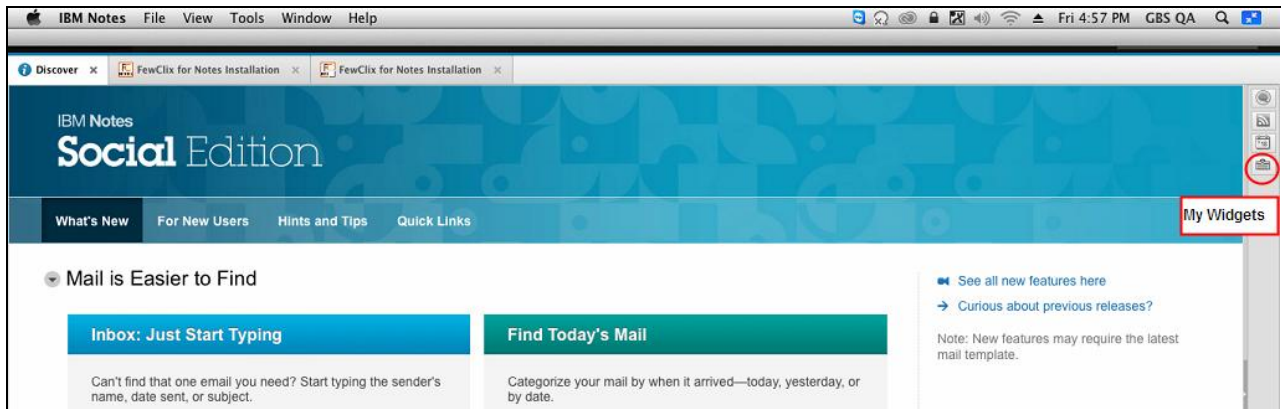 IBM Notes File View Tools Window Help Fri 4:57 PM GBS QA
Discover FewClix for Notes Installation FewClix for Notes Installation
IBM Notes
Social Edition
What's New For New Users Hints and Tips Quick Links
My Widgets
Mail is Easier to Find
See all new features here
Curious about previous releases?
Note: New features may require the latest
mail template.
Inbox: Just Start Typing
Can't find that one email you need? Start typing the sender's
name, date sent, or subject.
Find Today's Mail
Categorize your mail by when it arrived—today, yesterday, or
by date.